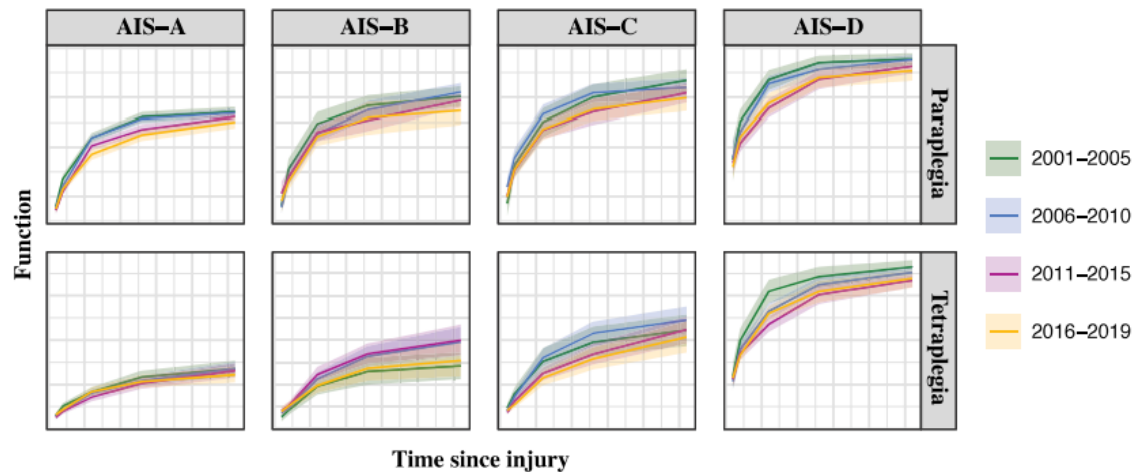 AIS–A
AIS–B
AIS–C
AIS–D
Function
Paraplegia
Tetraplegia
2001–2005
2006–2010
2011–2015
2016–2019
Time since injury